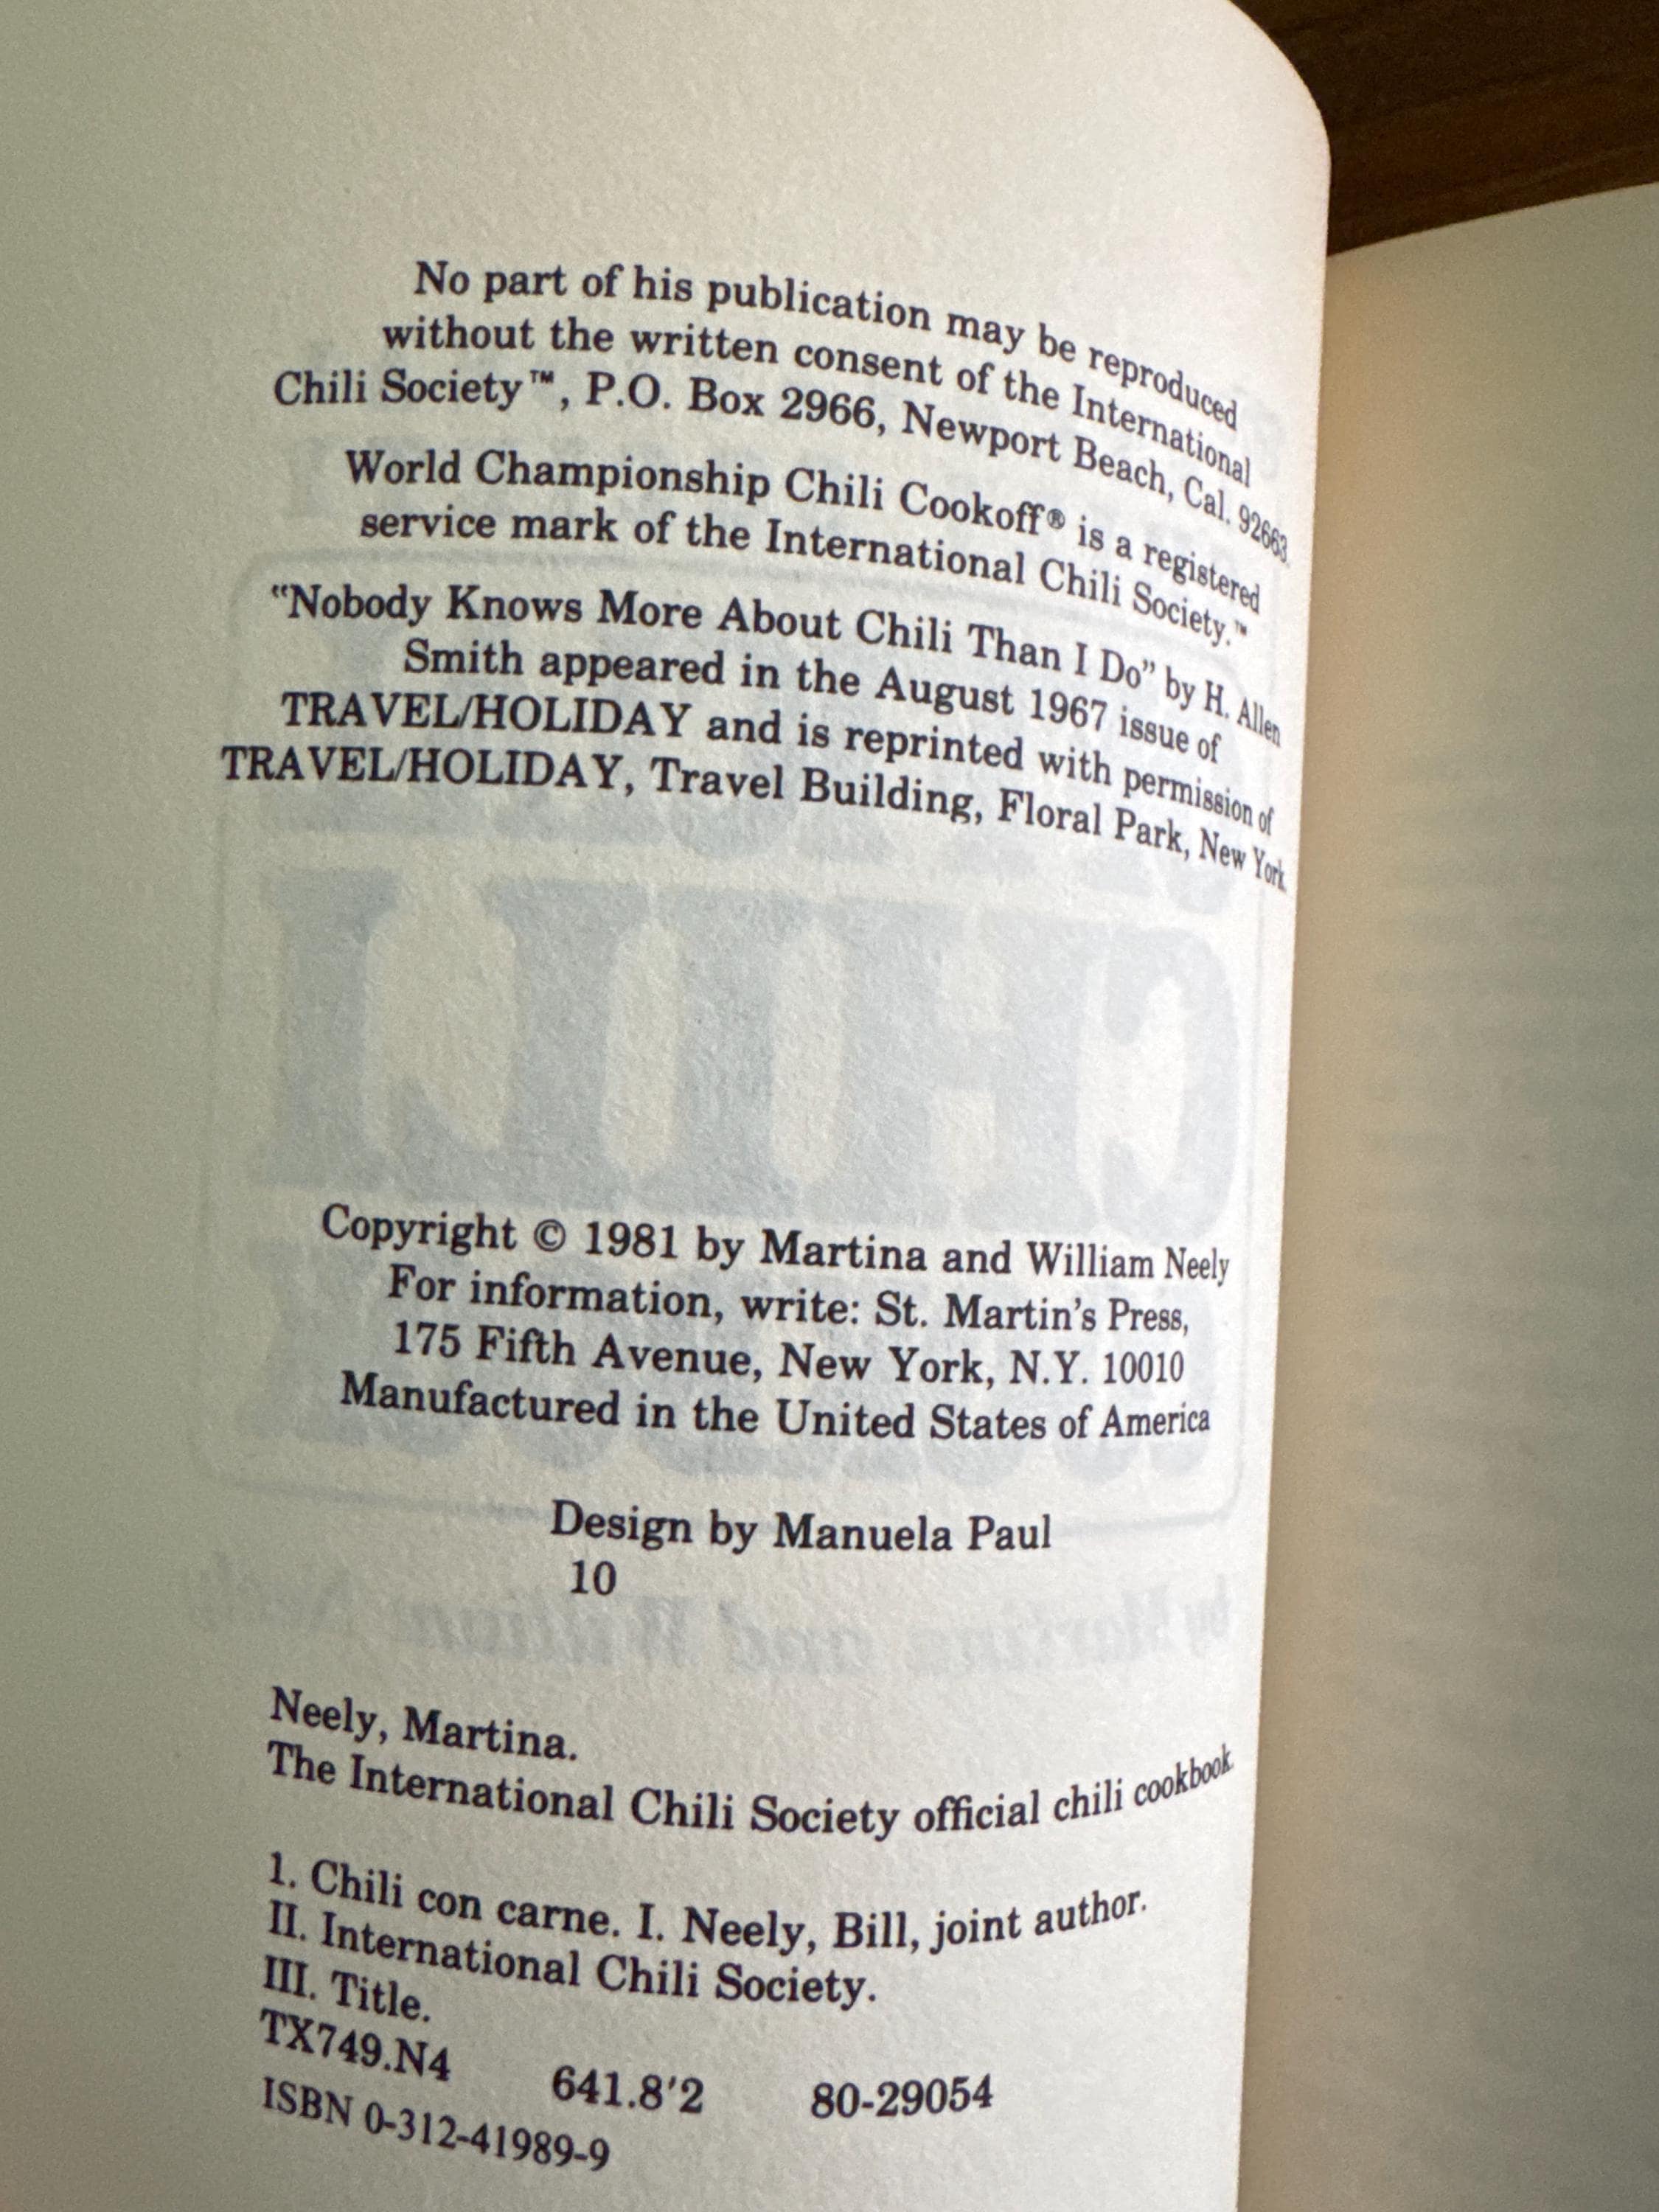 No part of his publication may be reproduced
without the written consent of the International
Chili Society™, P.O. Box 2966, Newport Beach, Cal. 92663.
World Championship Chili Cookoff® is a registered
service mark of the International Chili Society.™
"Nobody Knows More About Chili Than I Do" by H. Allen
Smith appeared in the August 1967 issue of
TRAVEL/HOLIDAY and is reprinted with permission of
TRAVEL/HOLIDAY, Travel Building, Floral Park, New York.
Copyright © 1981 by Martina and William Neely
For information, write: St. Martin's Press,
175 Fifth Avenue, New York, N.Y. 10010
Manufactured in the United States of America
Design by Manuela Paul
10
Neely, Martina.
The International Chili Society official chili cookbook.
1. Chili con carne. I. Neely, Bill, joint author.
II. International Chili Society.
III. Title.
TX749.N4 641.8'2 80-29054
ISBN 0-312-41989-9